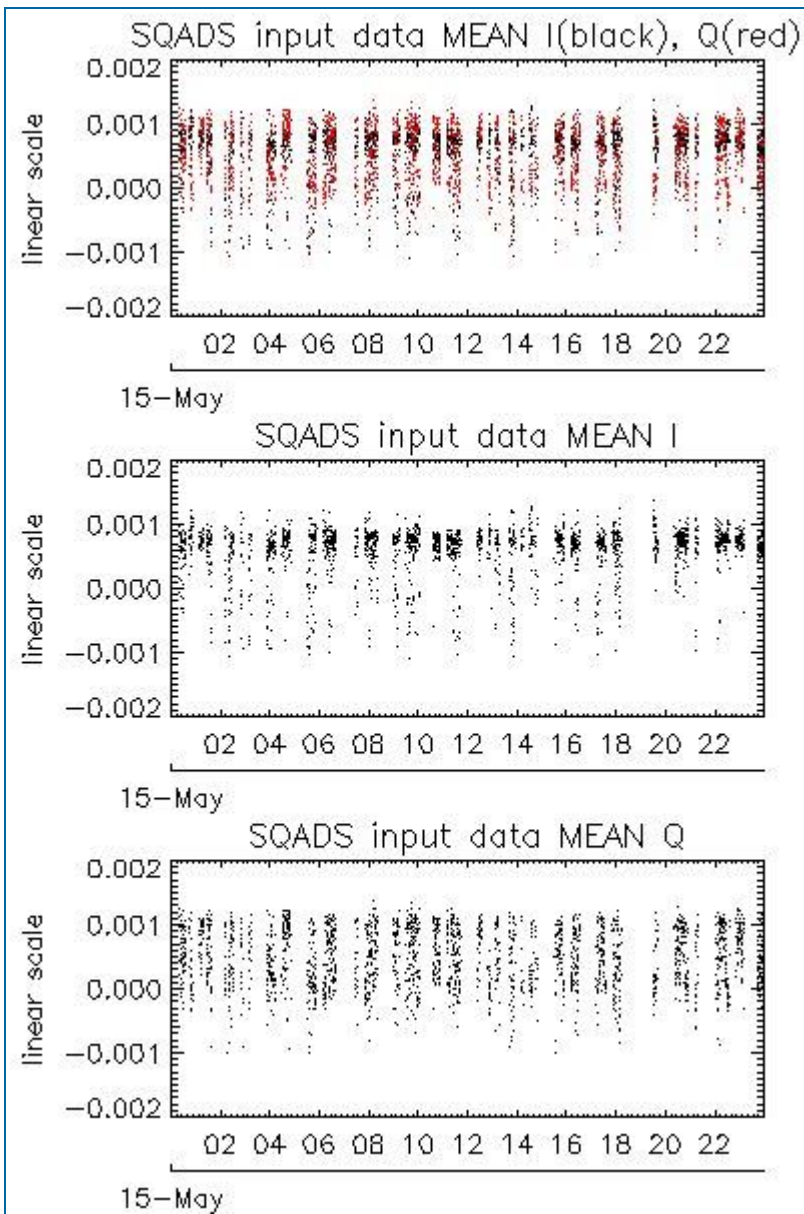 SQADS input data MEAN I(black), Q(red)
0.002
0.001
0.000
-0.001
-0.002
linear scale
02 04 06 08 10 12 14 16 18 20 22
15-May
SQADS input data MEAN I
0.002
0.001
0.000
-0.001
-0.002
linear scale
02 04 06 08 10 12 14 16 18 20 22
15-May
SQADS input data MEAN Q
0.002
0.001
0.000
-0.001
-0.002
linear scale
02 04 06 08 10 12 14 16 18 20 22
15-May